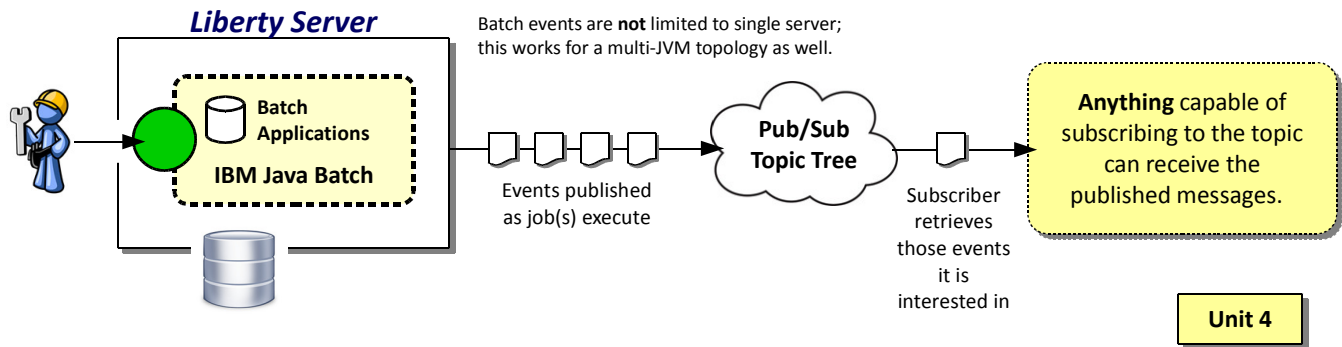 Liberty Server
Batch events are not limited to single server;
this works for a multi-JVM topology as well.
Batch
Applications
IBM Java Batch
Events published
as job(s) execute
Pub/Sub
Topic Tree
Subscriber
retrieves
those events
it is
interested in
Anything capable of
subscribing to the topic
can receive the
published messages.
Unit 4